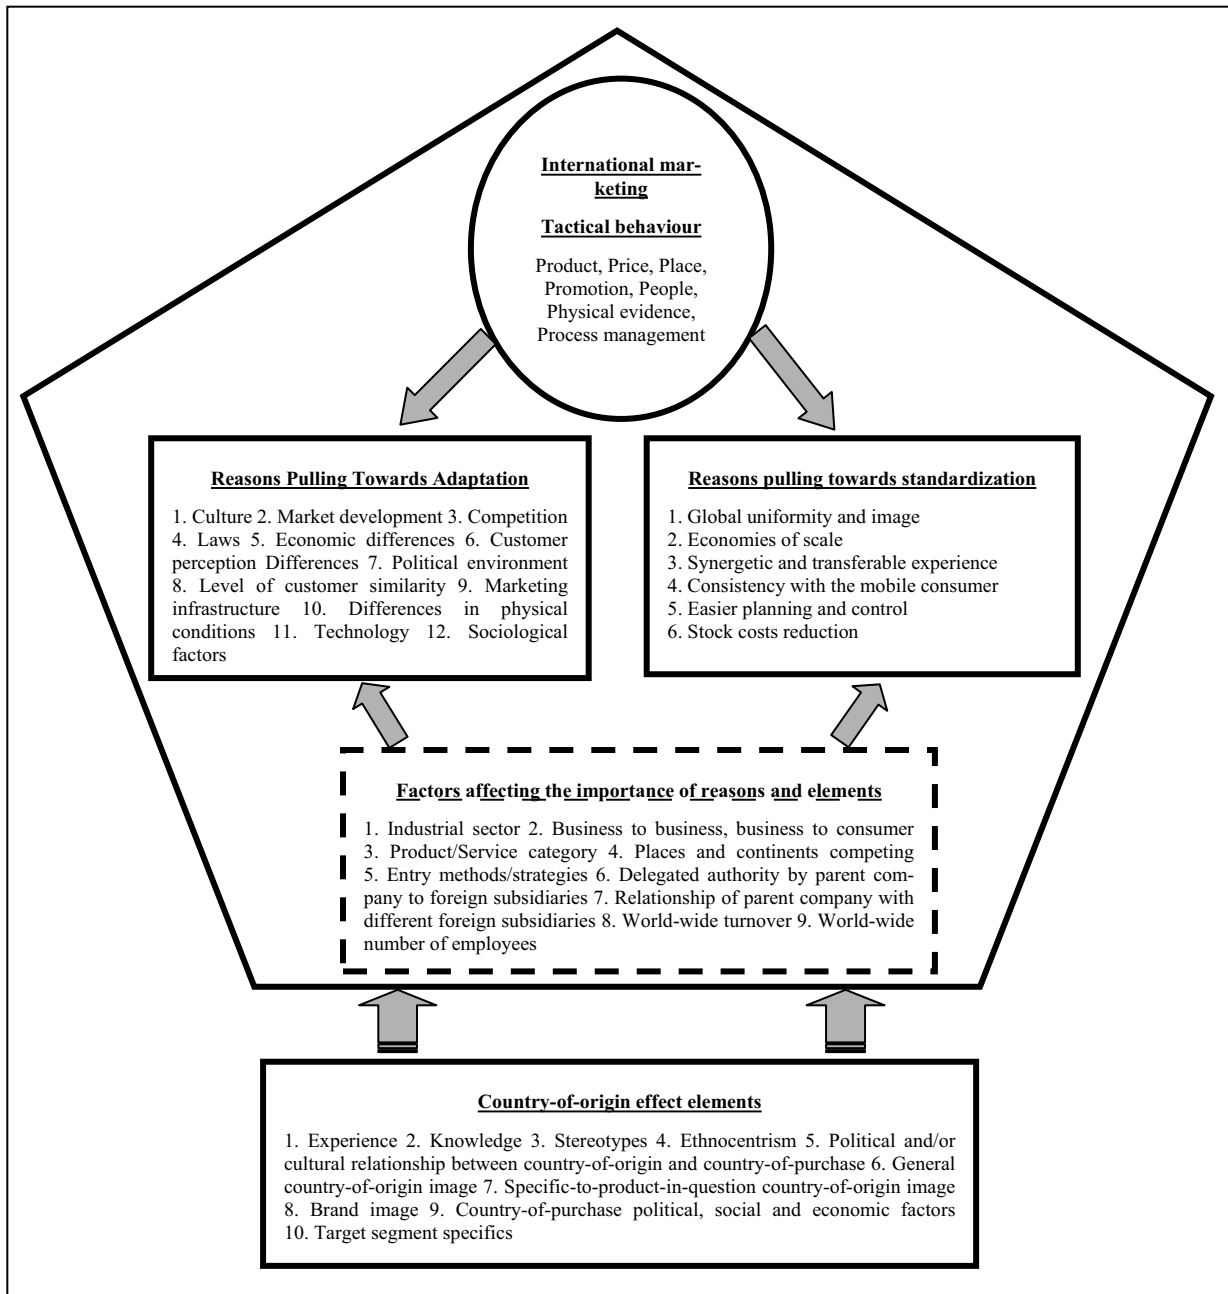 International mar-
keting
Tactical behaviour
Product, Price, Place,
Promotion, People,
Physical evidence,
Process management
Reasons Pulling Towards Adaptation
1. Culture 2. Market development 3. Competition
4. Laws 5. Economic differences 6. Customer
perception Differences 7. Political environment
8. Level of customer similarity 9. Marketing
infrastructure 10. Differences in physical
conditions 11. Technology 12. Sociological
factors
Reasons pulling towards standardization
1. Global uniformity and image
2. Economies of scale
3. Synergetic and transferable experience
4. Consistency with the mobile consumer
5. Easier planning and control
6. Stock costs reduction
Factors affecting the importance of reasons and elements
1. Industrial sector 2. Business to business, business to consumer
3. Product/Service category 4. Places and continents competing
5. Entry methods/strategies 6. Delegated authority by parent com-
pany to foreign subsidiaries 7. Relationship of parent company with
different foreign subsidiaries 8. World-wide turnover 9. World-wide
number of employees
Country-of-origin effect elements
1. Experience 2. Knowledge 3. Stereotypes 4. Ethnocentrism 5. Political and/or
cultural relationship between country-of-origin and country-of-purchase 6. General
country-of-origin image 7. Specific-to-product-in-question country-of-origin image
8. Brand image 9. Country-of-purchase political, social and economic factors
10. Target segment specifics